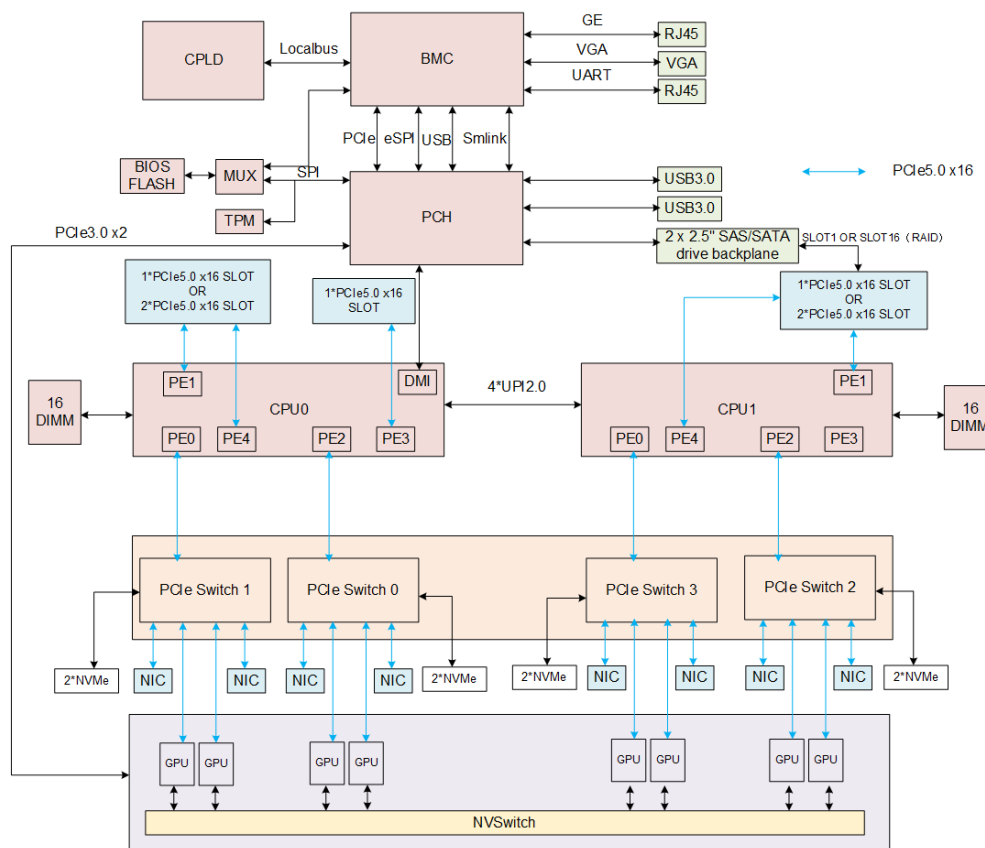 GE
RJ45
CPLD
Localbus
BMC
VGA
VGA
UART
RJ45
PCIe
eSPI
USB
Smlink
BIOS
FLASH
MUX
SPI
PCH
USB3.0
PCIe5.0 x16
TPM
USB3.0
PCIe3.0 x2
2 x 2.5" SAS/SATA
drive backplane
SLOT1 OR SLOT16（RAID）
1*PCIe5.0 x16 SLOT
OR
2*PCIe5.0 x16 SLOT
1*PCIe5.0 x16
SLOT
1*PCIe5.0 x16 SLOT
OR
2*PCIe5.0 x16 SLOT
16
DIMM
PE1
CPU0
DMI
PE0
PE4
PE2
PE3
4*UPI2.0
PE1
CPU1
PE0
PE4
PE2
PE3
16
DIMM
PCIe Switch 1
PCIe Switch 0
PCIe Switch 3
PCIe Switch 2
2*NVMe
NIC
NIC
NIC
NIC
2*NVMe
2*NVMe
NIC
NIC
NIC
NIC
2*NVMe
GPU
GPU
GPU
GPU
GPU
GPU
GPU
GPU
NVSwitch